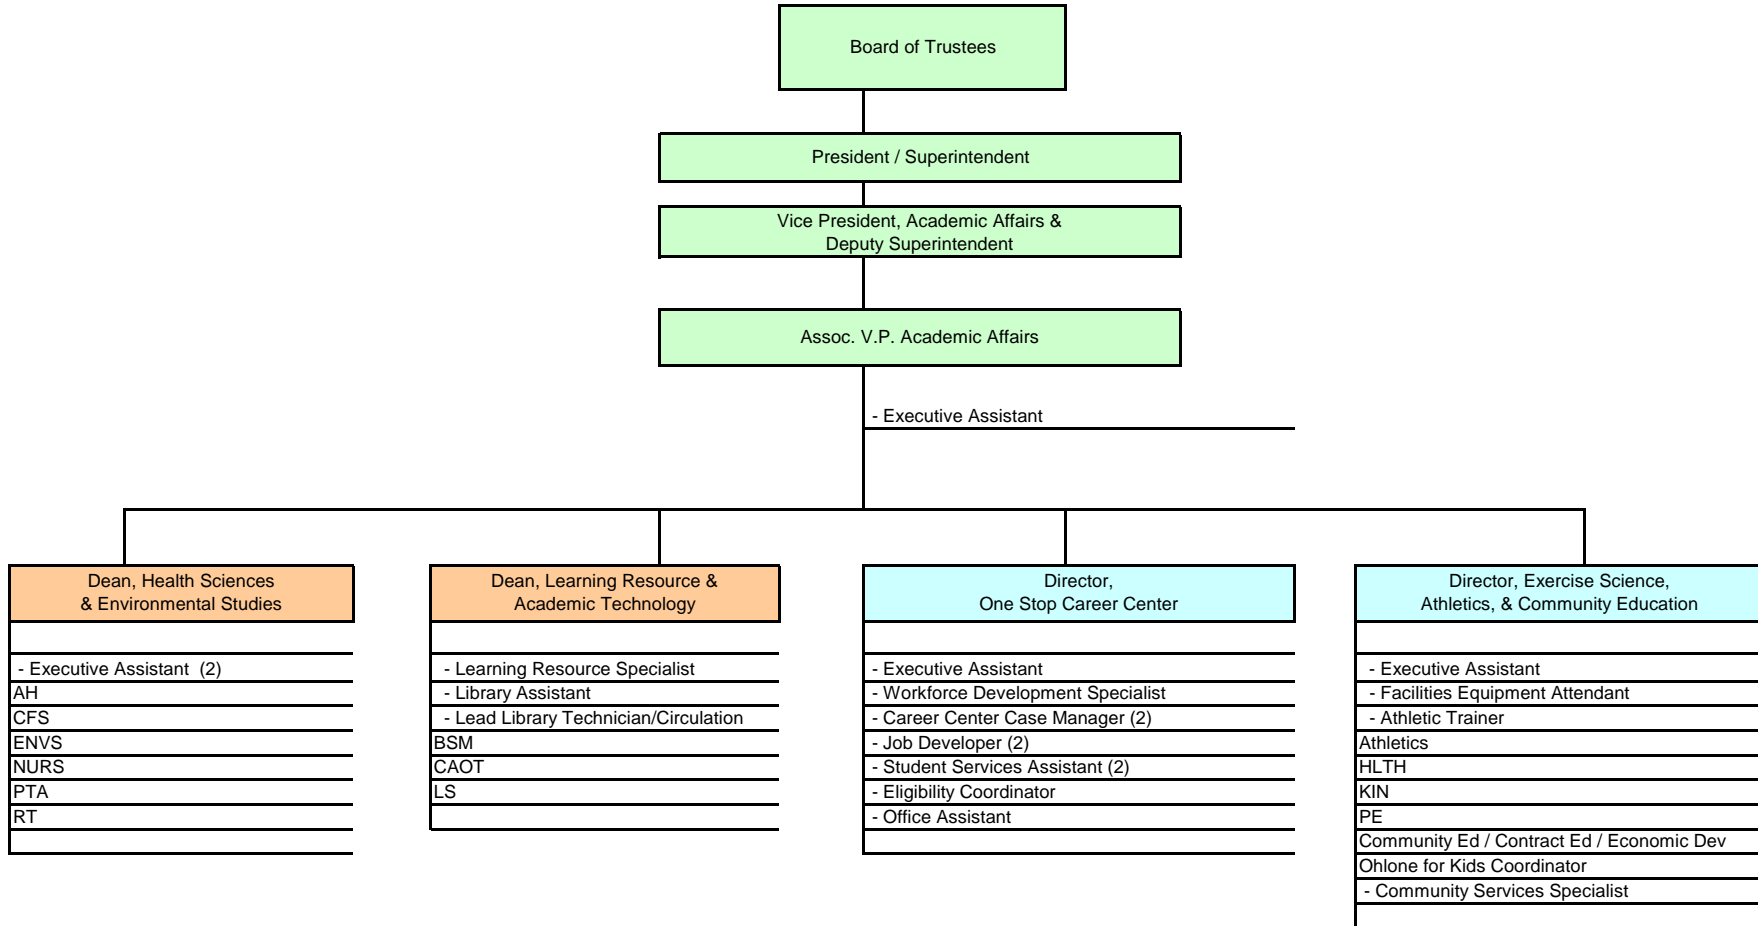 Board of Trustees
President / Superintendent
Vice President, Academic Affairs &
Deputy Superintendent
Assoc. V.P. Academic Affairs
- Executive Assistant
Dean, Health Sciences
& Environmental Studies
- Executive Assistant  (2)
AH
CFS
ENVS
NURS
PTA
RT
Dean, Learning Resource &
Academic Technology
- Learning Resource Specialist
- Library Assistant
- Lead Library Technician/Circulation
BSM
CAOT
LS
Director,
One Stop Career Center
- Executive Assistant
- Workforce Development Specialist
- Career Center Case Manager (2)
- Job Developer (2)
- Student Services Assistant (2)
- Eligibility Coordinator
- Office Assistant
Director, Exercise Science,
Athletics, & Community Education
- Executive Assistant
- Facilities Equipment Attendant
- Athletic Trainer
Athletics
HLTH
KIN
PE
Community Ed / Contract Ed / Economic Dev
Ohlone for Kids Coordinator
- Community Services Specialist